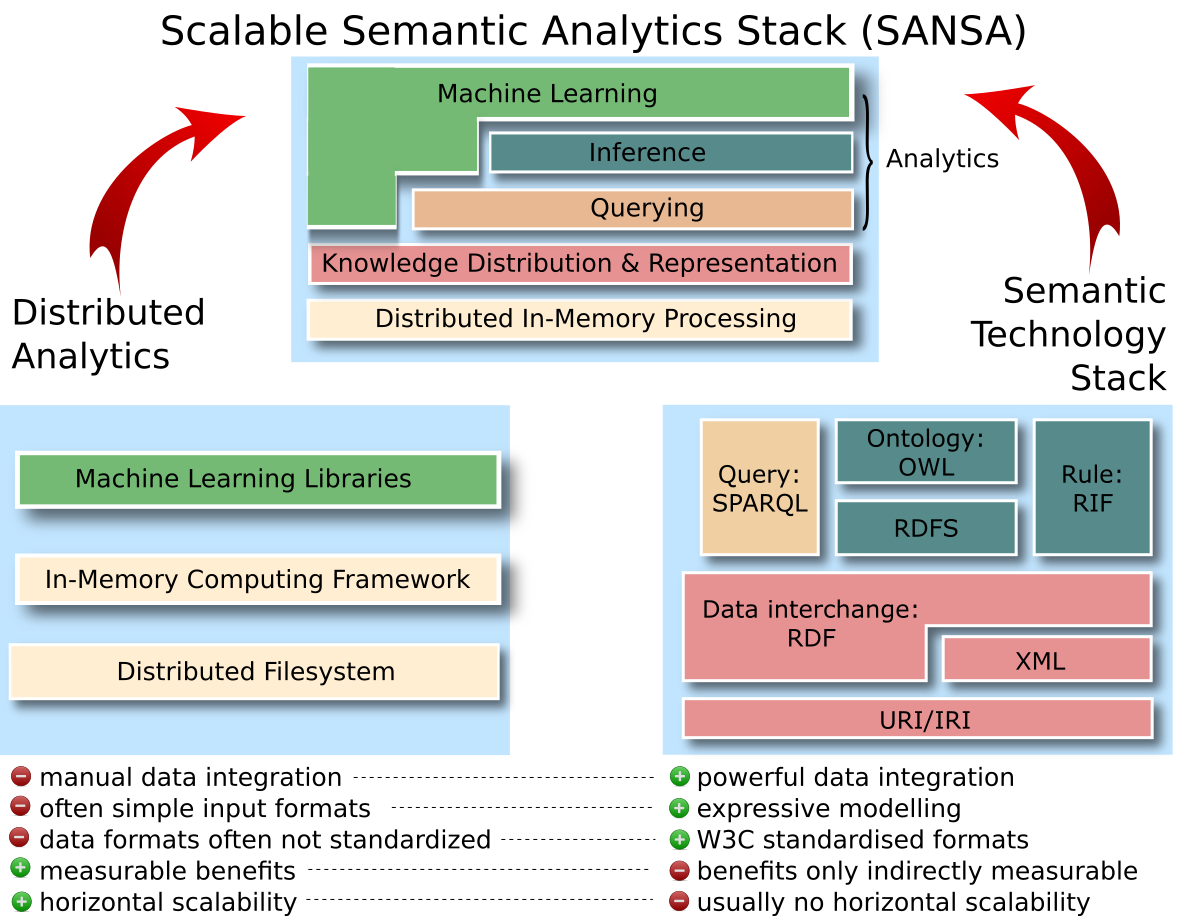 Scalable Semantic Analytics Stack (SANSA)
Machine Learning
Inference
Querying
Analytics
Knowledge Distribution & Representation
Distributed In-Memory Processing
Distributed
Analytics
Semantic
Technology
Stack
Machine Learning Libraries
In-Memory Computing Framework
Distributed Filesystem
Query:
SPARQL
Ontology:
OWL
RDFS
Rule:
RIF
Data interchange:
RDF
XML
URI/IRI
manual data integration
powerful data integration
often simple input formats
expressive modelling
data formats often not standardized
W3C standardised formats
measurable benefits
benefits only indirectly measurable
horizontal scalability
usually no horizontal scalability